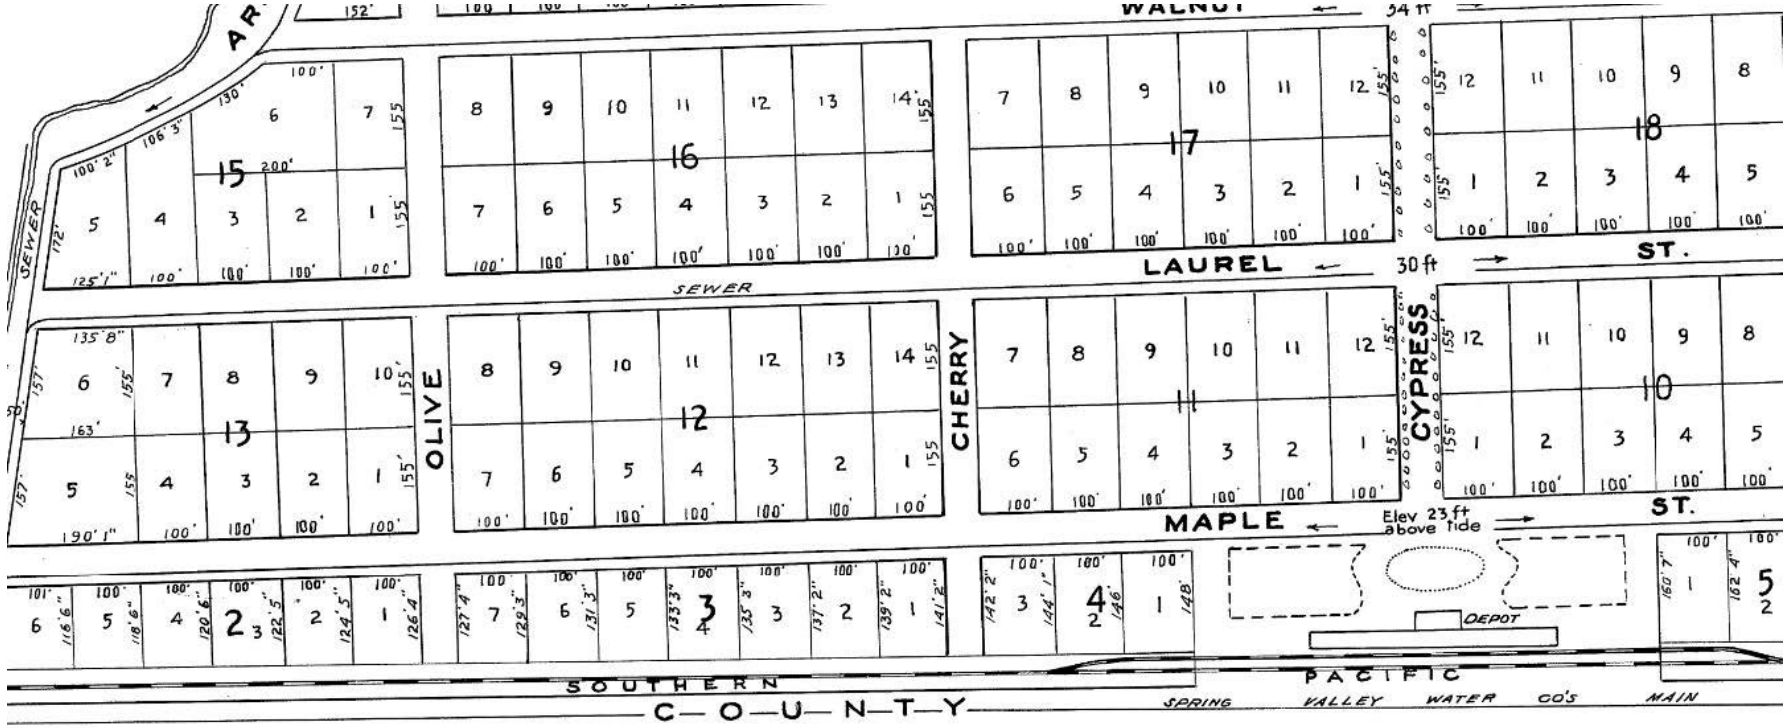 152' 100' 100' 100' 100' WALNUT ← 34 ft →
AR
100' 130'
6 7 155 8 9 10 11 12 13 14 155 7 8 9 10 11 12 155' 155' 12 11 10 9 8
106' 3"
100' 2" 15 200' 16 17 18
5 4 3 2 1 155' 7 6 5 4 3 2 1 155 6 5 4 3 2 1 155' 155' 1 2 3 4 5
172'
SEWER
125' 1" 100' 100' 100' 100' 100' 100' 100' 100' 100' 100' 100' 100' 100' 100' 100' 100' 100' 100' 100' 100' 100' 100'
SEWER LAUREL ← 30 ft → ST.
135' 8"
157' 6 155' 7 8 9 10 155' 8 9 10 11 12 13 14 155 7 8 9 10 11 12 155' 155' 12 11 10 9 8
OLIVE CHERRY CYPRESS
163' 13 12 11 10
157' 5 155 4 3 2 1 155' 7 6 5 4 3 2 1 155 6 5 4 3 2 1 155' 155' 1 2 3 4 5
190' 1" 100' 100' 100' 100' 100' 100' 100' 100' 100' 100' 100' 100' 100' 100' 100' 100' 100' 100' 100' 100' 100' 100' 100'
MAPLE ← Elev 23 ft → ST.
above tide
101' 100' 100' 100' 100' 100' 100 100' 100' 100' 100' 100' 100' 100' 100' 100' 100' 100'
6 116' 6" 5 118' 6" 4 120' 6" 2 3 122' 5" 2 124' 5" 1 126' 4" 127' 4" 7 129' 3" 6 131' 3" 5 133' 3" 3 4 135' 3" 3 137' 2" 2 139' 2" 1 141' 2" 142' 2" 3 144' 1" 4 2 146' 1 148' 160' 7" 1 162' 4" 5 2
DEPOT
SOUTHERN PACIFIC
C—O—U—N—T—Y SPRING VALLEY WATER CO'S MAIN